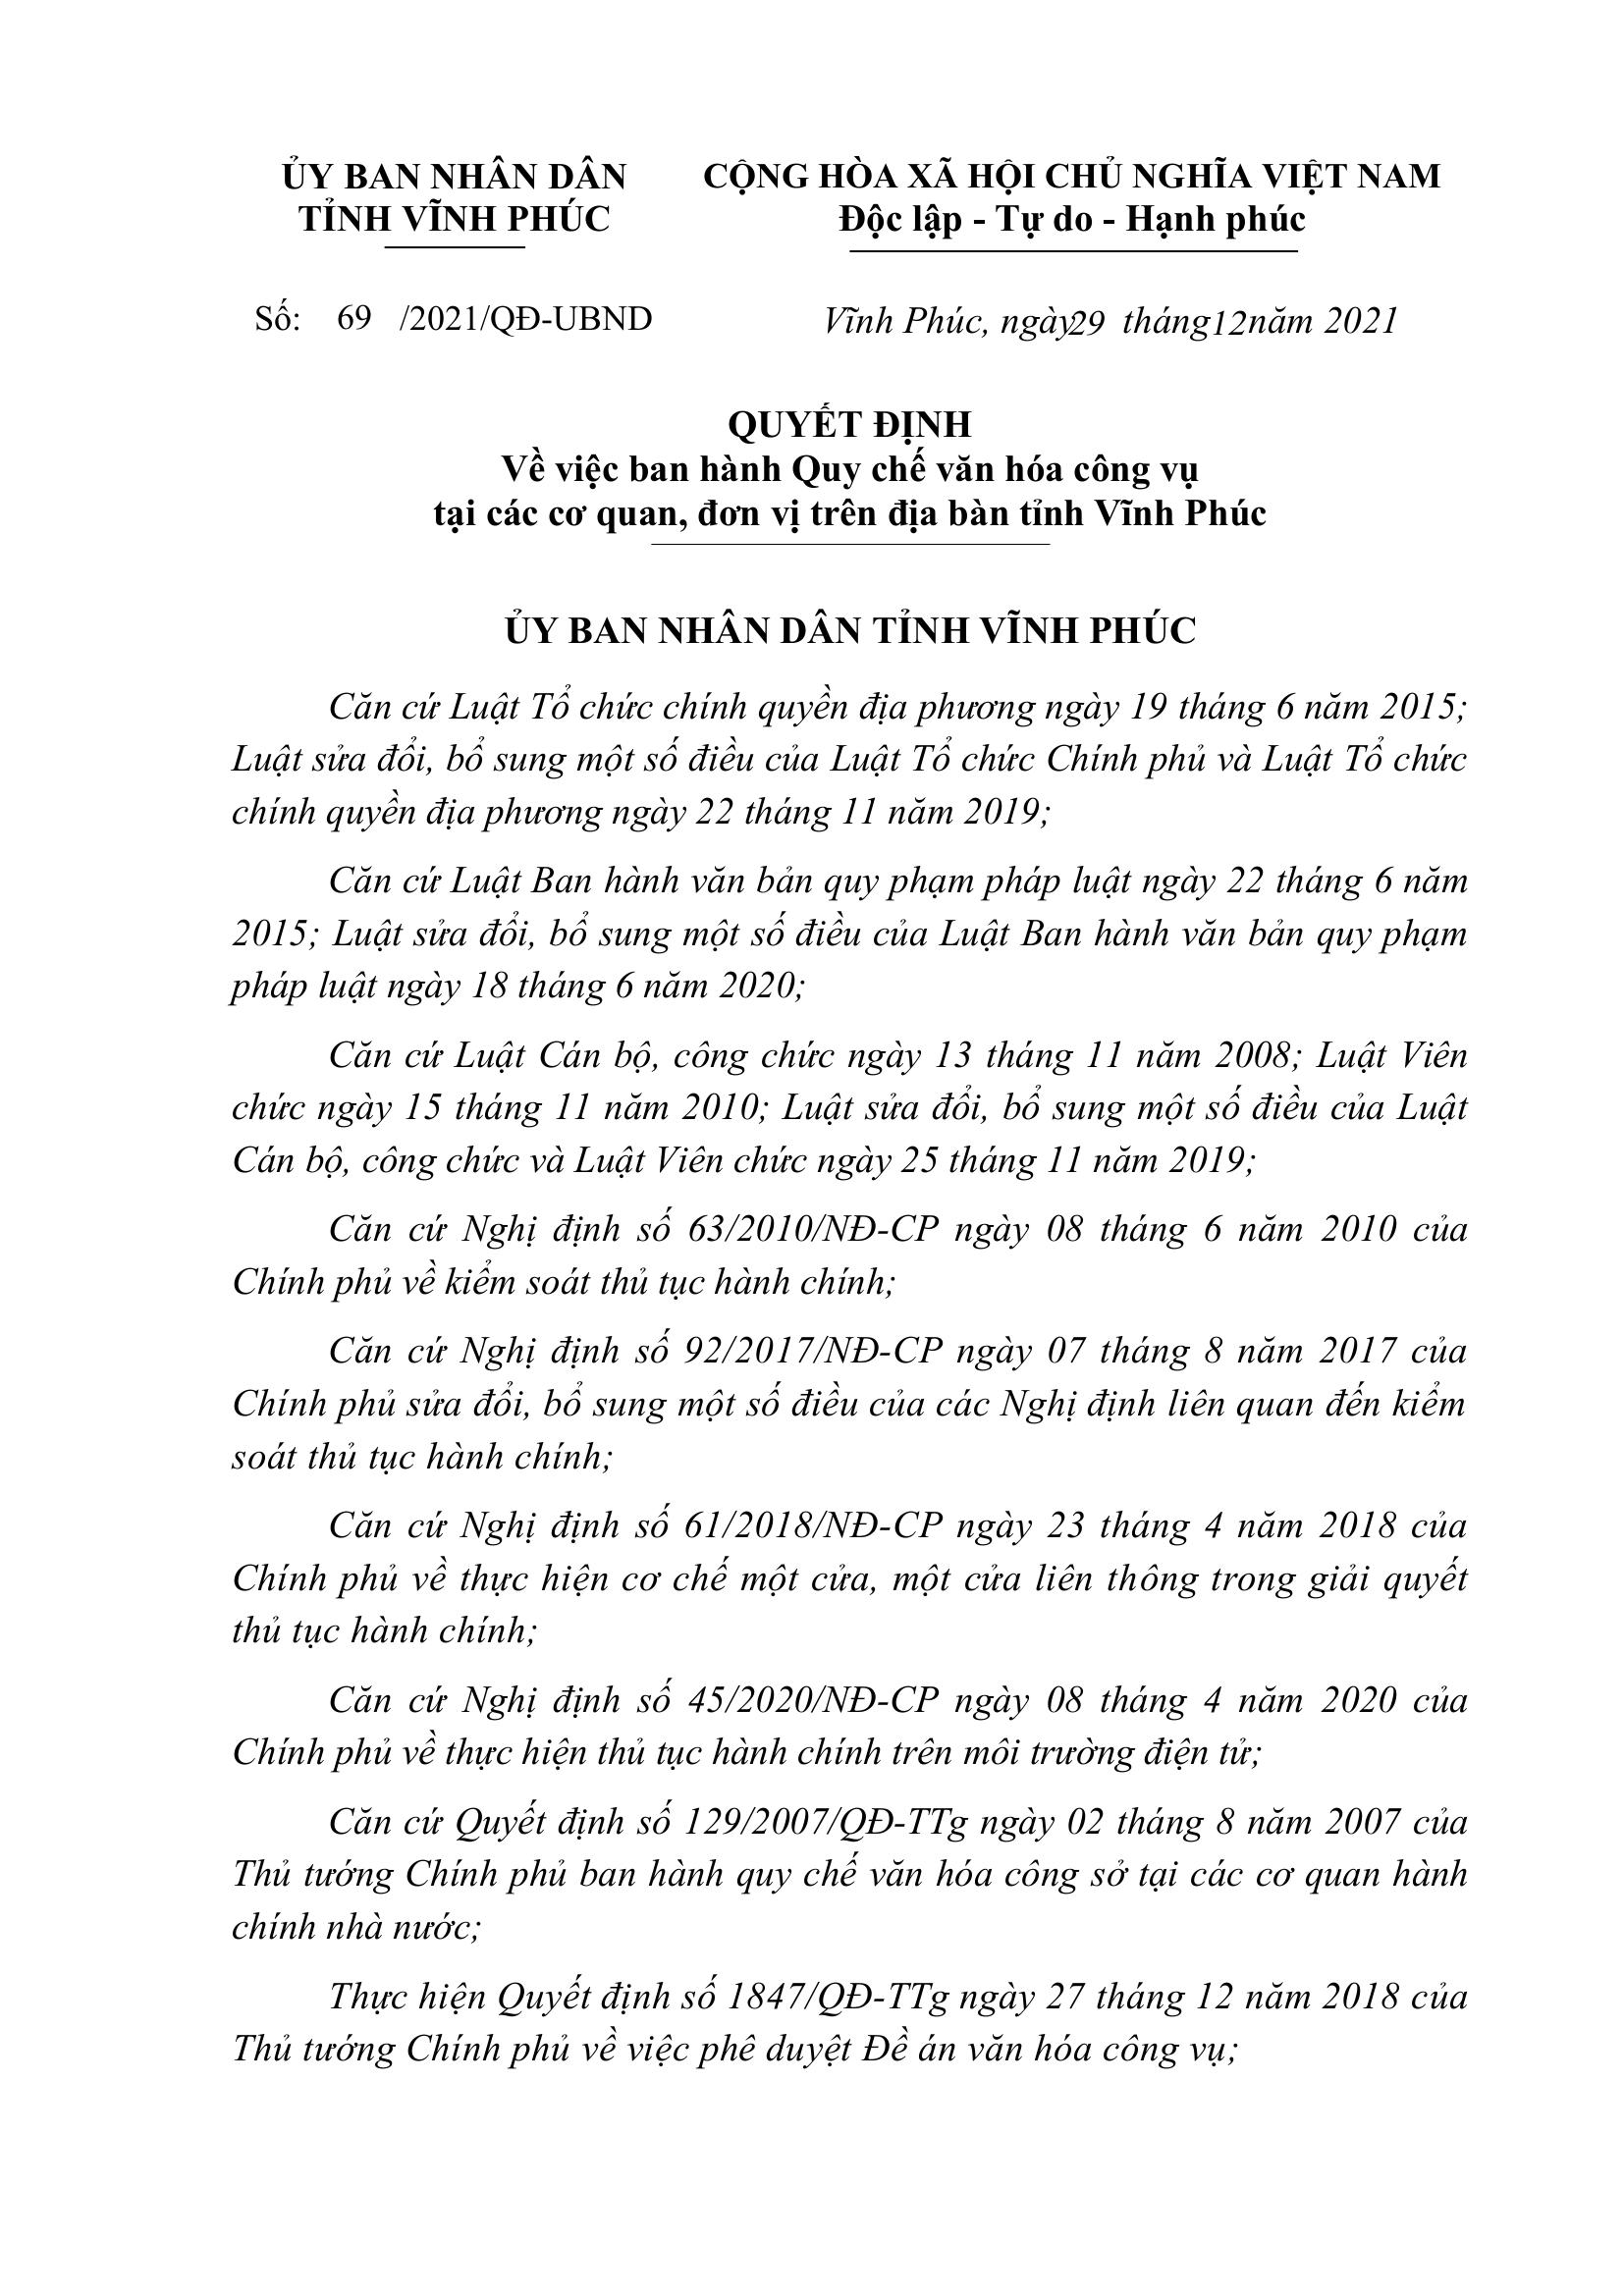 ỦY BAN NHÂN DÂN
TỈNH VĨNH PHÚC
CỘNG HÒA XÃ HỘI CHỦ NGHĨA VIỆT NAM
Độc lập - Tự do - Hạnh phúc
Số: 69 /2021/QĐ-UBND
Vĩnh Phúc, ngày 29 tháng 12 năm 2021
QUYẾT ĐỊNH
Về việc ban hành Quy chế văn hóa công vụ
tại các cơ quan, đơn vị trên địa bàn tỉnh Vĩnh Phúc
ỦY BAN NHÂN DÂN TỈNH VĨNH PHÚC
Căn cứ Luật Tổ chức chính quyền địa phương ngày 19 tháng 6 năm 2015;
Luật sửa đổi, bổ sung một số điều của Luật Tổ chức Chính phủ và Luật Tổ chức
chính quyền địa phương ngày 22 tháng 11 năm 2019;
Căn cứ Luật Ban hành văn bản quy phạm pháp luật ngày 22 tháng 6 năm
2015; Luật sửa đổi, bổ sung một số điều của Luật Ban hành văn bản quy phạm
pháp luật ngày 18 tháng 6 năm 2020;
Căn cứ Luật Cán bộ, công chức ngày 13 tháng 11 năm 2008; Luật Viên
chức ngày 15 tháng 11 năm 2010; Luật sửa đổi, bổ sung một số điều của Luật
Cán bộ, công chức và Luật Viên chức ngày 25 tháng 11 năm 2019;
Căn cứ Nghị định số 63/2010/NĐ-CP ngày 08 tháng 6 năm 2010 của
Chính phủ về kiểm soát thủ tục hành chính;
Căn cứ Nghị định số 92/2017/NĐ-CP ngày 07 tháng 8 năm 2017 của
Chính phủ sửa đổi, bổ sung một số điều của các Nghị định liên quan đến kiểm
soát thủ tục hành chính;
Căn cứ Nghị định số 61/2018/NĐ-CP ngày 23 tháng 4 năm 2018 của
Chính phủ về thực hiện cơ chế một cửa, một cửa liên thông trong giải quyết
thủ tục hành chính;
Căn cứ Nghị định số 45/2020/NĐ-CP ngày 08 tháng 4 năm 2020 của
Chính phủ về thực hiện thủ tục hành chính trên môi trường điện tử;
Căn cứ Quyết định số 129/2007/QĐ-TTg ngày 02 tháng 8 năm 2007 của
Thủ tướng Chính phủ ban hành quy chế văn hóa công sở tại các cơ quan hành
chính nhà nước;
Thực hiện Quyết định số 1847/QĐ-TTg ngày 27 tháng 12 năm 2018 của
Thủ tướng Chính phủ về việc phê duyệt Đề án văn hóa công vụ;